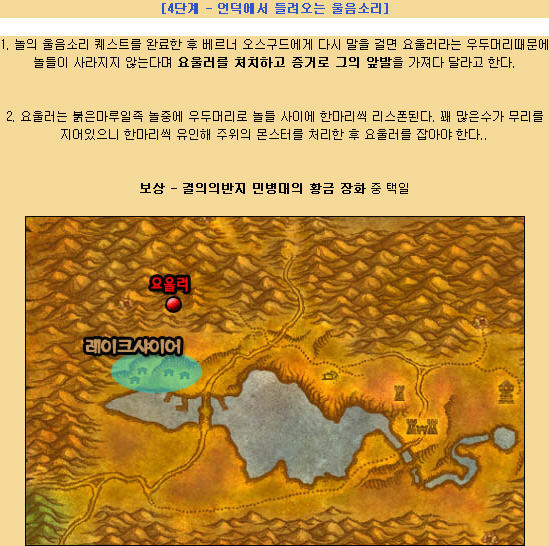 [4단계 - 언덕에서 들려오는 울음소리]
1. 놀의 울음소리 퀘스트를 완료한 후 베르너 오스구드에게 다시 말을 걸면 요울러라는 우두머리때문에
놀들이 사라지지 않는다며 요울러를 처치하고 증거로 그의 앞발을 가져다 달라고 한다.
2. 요울러는 붉은마루일족 놀중에 우두머리로 놀들 사이에 한마리씩 리스폰된다. 꽤 많은수가 무리를
지어있으니 한마리씩 유인해 주위의 몬스터를 처리한 후 요울러를 잡아야 한다..
보상 - 결의의반지 민병대의 황금 장화 중 택일
요울러
레이크사이어